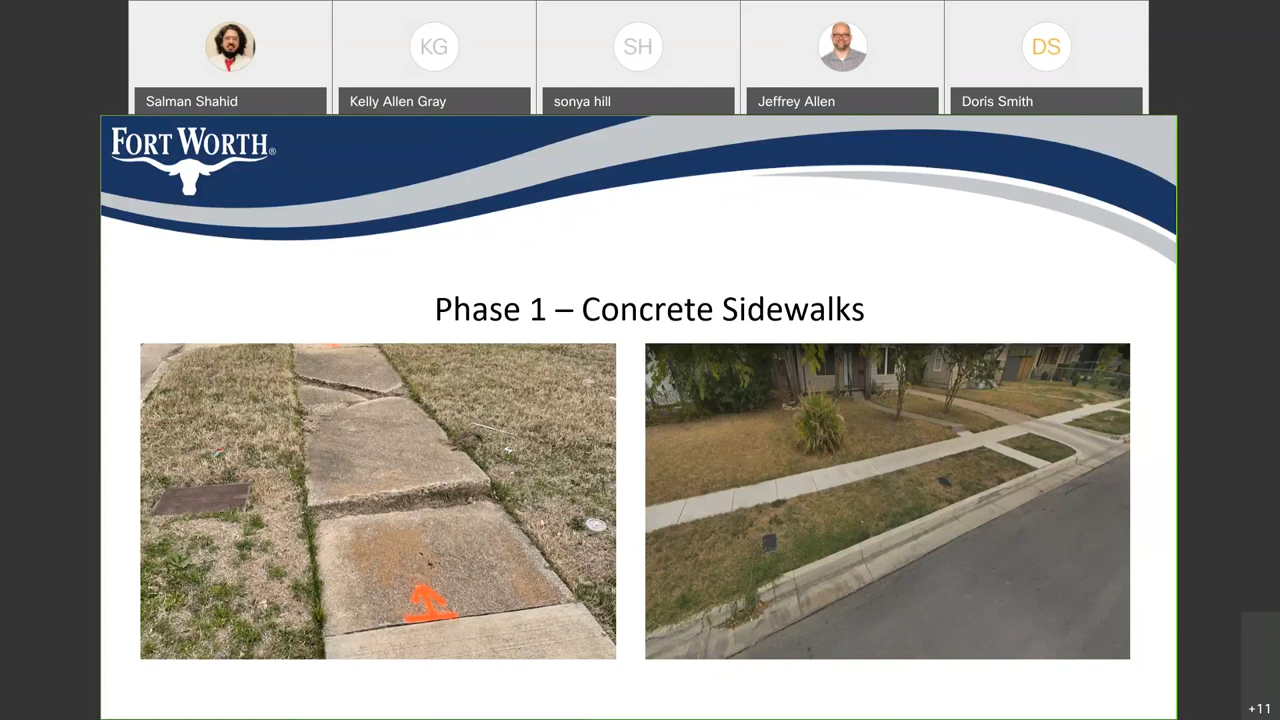 KG
SH
DS
Salman Shahid
Kelly Allen Gray
sonya hill
Jeffrey Allen
Doris Smith
FORT WORTH®
Phase 1 – Concrete Sidewalks
+11